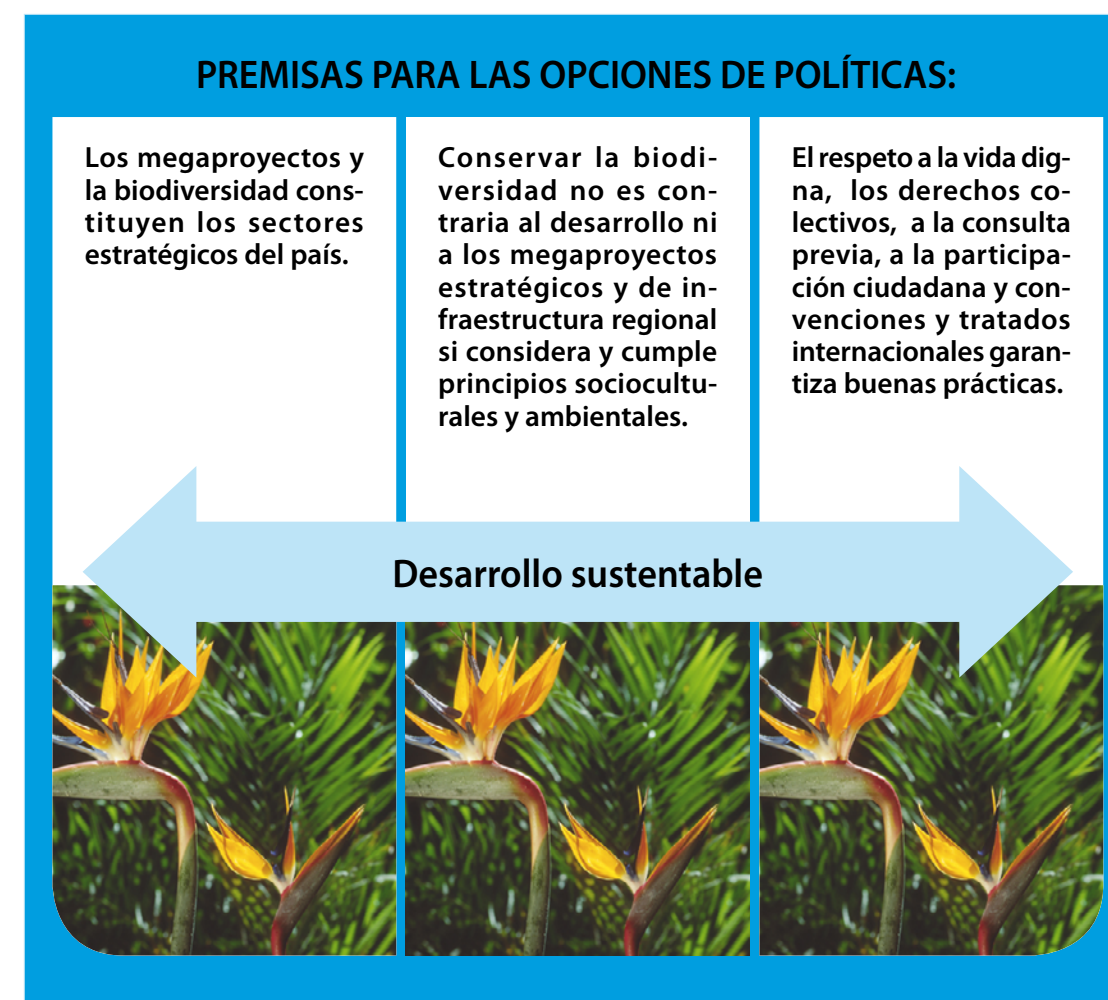 PREMISAS PARA LAS OPCIONES DE POLÍTICAS:
Los megaproyectos y
la biodiversidad cons-
tituyen los sectores
estratégicos del país.
Conservar la biodi-
versidad no es con-
traria al desarrollo ni
a los megaproyectos
estratégicos y de in-
fraestructura regional
si considera y cumple
principios sociocultu-
rales y ambientales.
El respeto a la vida dig-
na, los derechos co-
lectivos, a la consulta
previa, a la participa-
ción ciudadana y con-
venciones y tratados
internacionales garan-
tiza buenas prácticas.
Desarrollo sustentable